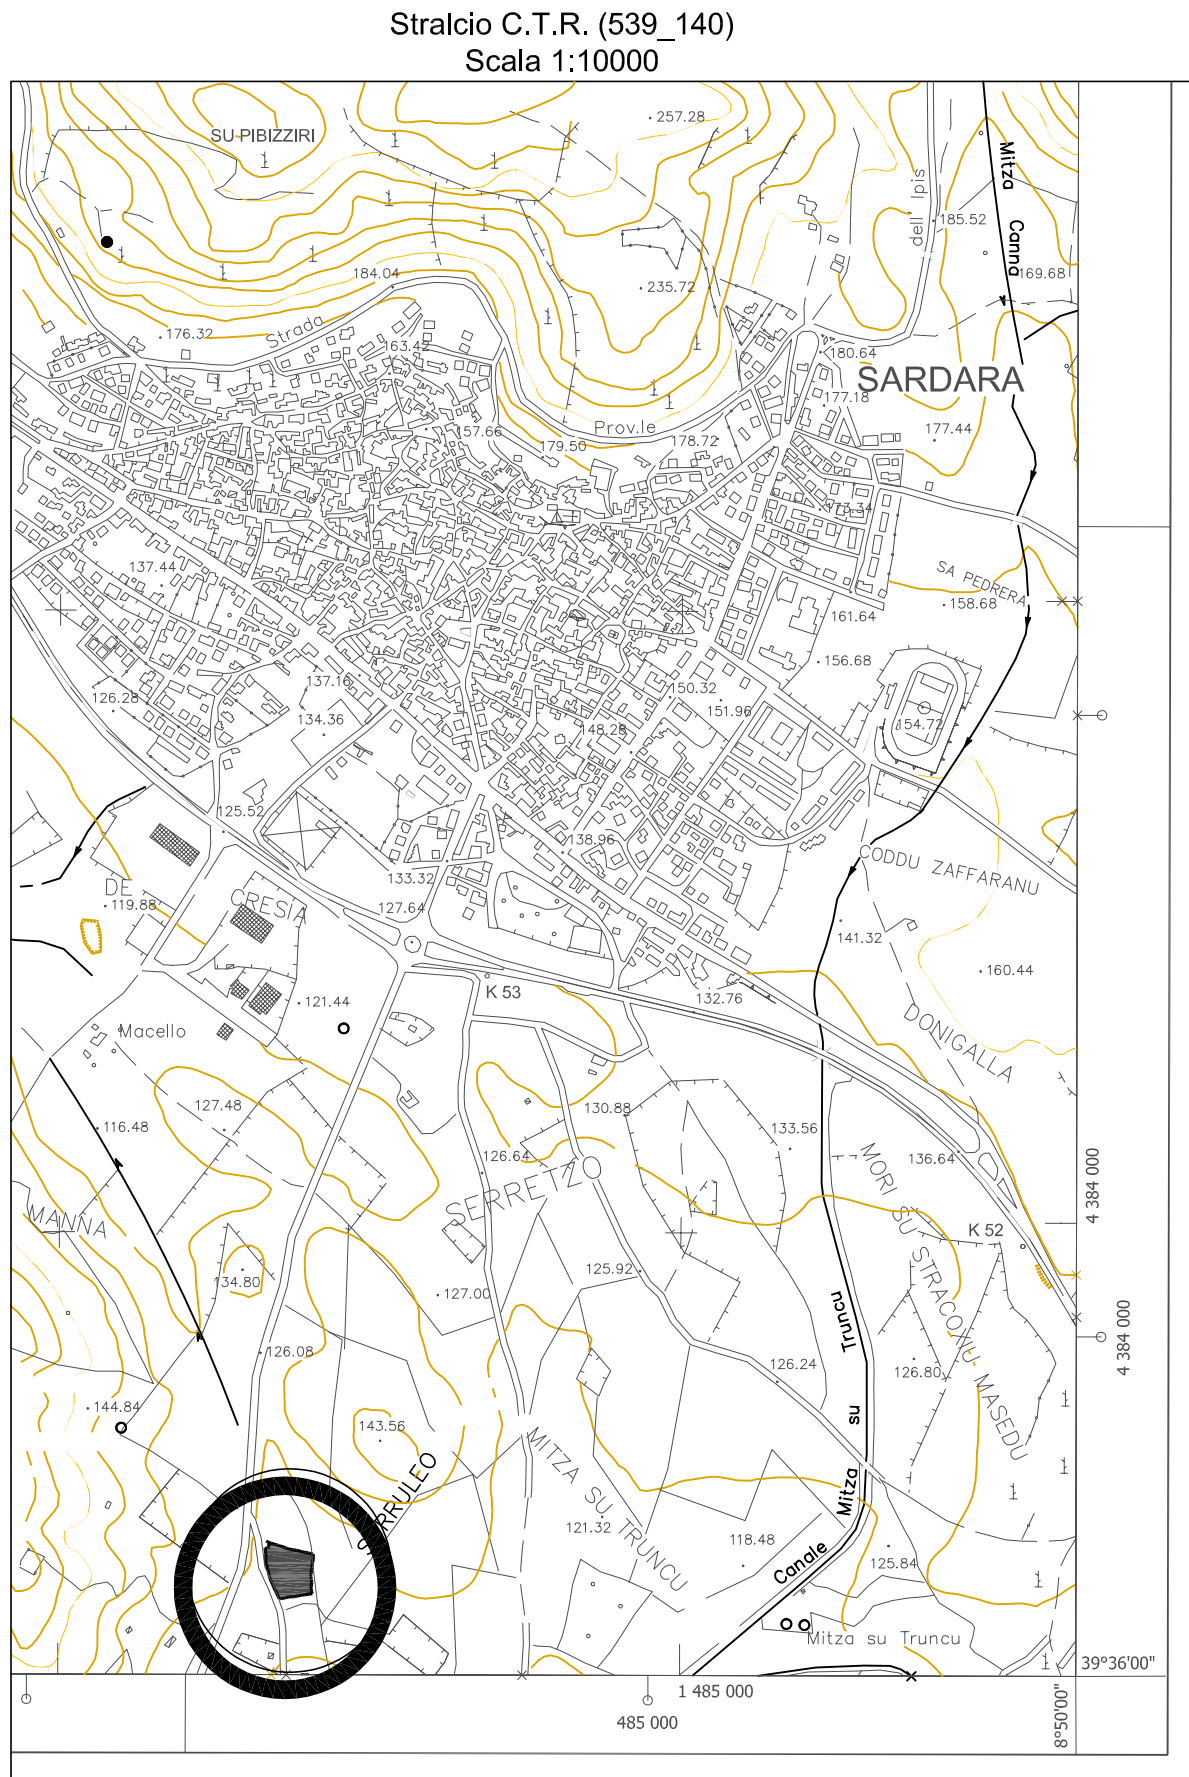 Stralcio C.T.R. (539_140)
Scala 1:10000
257.28
SU PIBIZZIRI
Mitza Canna
dell' Ipis
185.52
169.68
184.04
235.72
Strada
176.32
163.42
180.64
SARDARA
177.18
157.66
Prov.le
179.50
178.72
177.44
173.34
137.44
SA PEDRERA
158.68
161.64
156.68
137.16
126.28
150.32
151.96
134.36
154.72
148.28
125.52
138.96
133.32
CODDU ZAFFARANU
DE CRESIA
119.88
127.64
141.32
160.44
K 53
121.44
132.76
DONIGALLA
Macello
127.48
130.88
116.48
133.56
126.64
136.64
4 384 000
SERRETZ
MORI SU STRACOXIU MASEDU
MANNA
K 52
134.80
125.92
127.00
Truncu
4 384 000
126.08
126.24
126.80
144.84
143.56
su
MITZA SU TRUNCU
Mitza
121.32
118.48
125.84
Canale
Mitza su Truncu
39°36'00"
1 485 000
485 000
8°50'00"